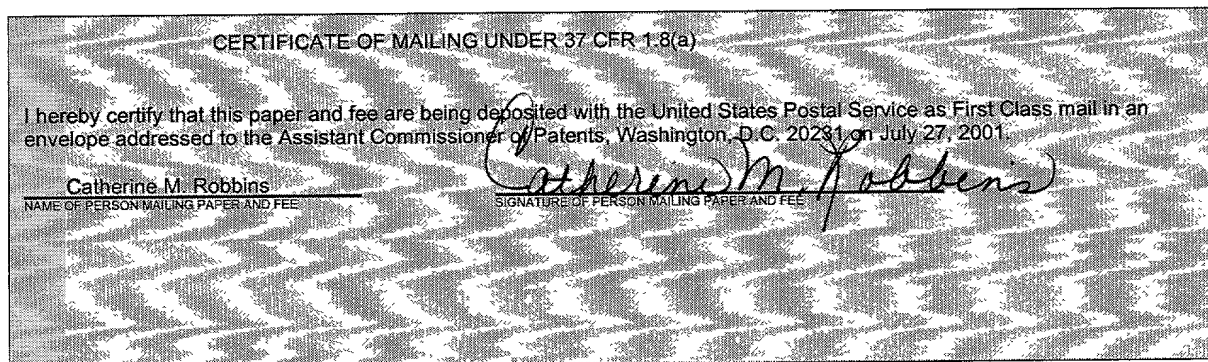 CERTIFICATE OF MAILING UNDER 37 CFR 1.8(a)
I hereby certify that this paper and fee are being deposited with the United States Postal Service as First Class mail in an
envelope addressed to the Assistant Commissioner of Patents, Washington, D.C. 20231 on July 27, 2001.
Catherine M. Robbins
Catherine M. Robbins
NAME OF PERSON MAILING PAPER AND FEE
SIGNATURE OF PERSON MAILING PAPER AND FEE